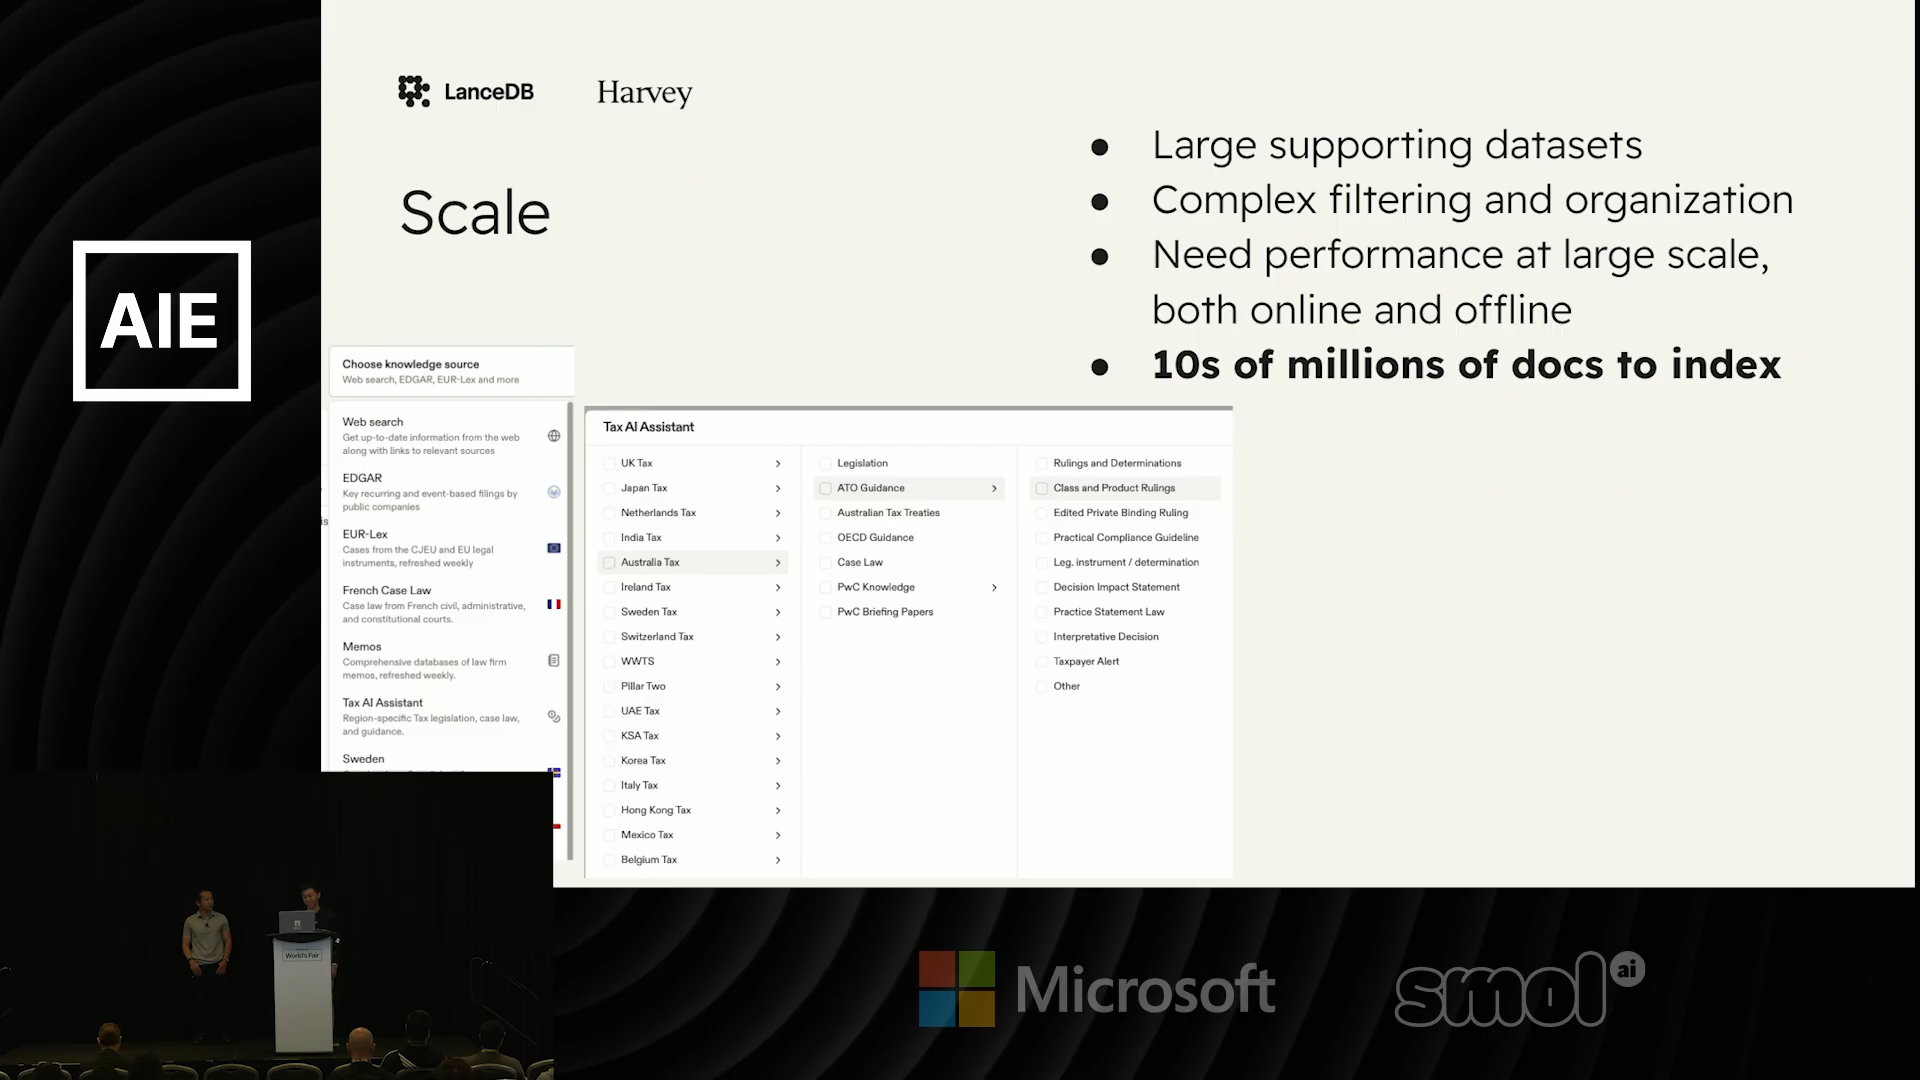 LanceDB
Harvey
Scale
Large supporting datasets
Complex filtering and organization
Need performance at large scale,
both online and offline
10s of millions of docs to index
AIE
Choose knowledge source
Web search, EDGAR, EUR-Lex and more
Web search
Get up-to-date information from the web
along with links to relevant sources
EDGAR
Key recurring and event-based filings by
public companies
EUR-Lex
Cases from the CJEU and EU legal
instruments, refreshed weekly
French Case Law
Case law from French civil, administrative,
and constitutional courts.
Memos
Comprehensive databases of law firm
memos, refreshed weekly.
Tax AI Assistant
Region-specific Tax legislation, case law,
and guidance.
Sweden
Tax AI Assistant
UK Tax
Japan Tax
Netherlands Tax
India Tax
Australia Tax
Ireland Tax
Sweden Tax
Switzerland Tax
WWTS
Pillar Two
UAE Tax
KSA Tax
Korea Tax
Italy Tax
Hong Kong Tax
Mexico Tax
Belgium Tax
Legislation
ATO Guidance
Australian Tax Treaties
OECD Guidance
Case Law
PwC Knowledge
PwC Briefing Papers
Rulings and Determinations
Class and Product Rulings
Edited Private Binding Ruling
Practical Compliance Guideline
Leg. instrument / determination
Decision Impact Statement
Practice Statement Law
Interpretative Decision
Taxpayer Alert
Other
World's Fair
Microsoft
smol ai